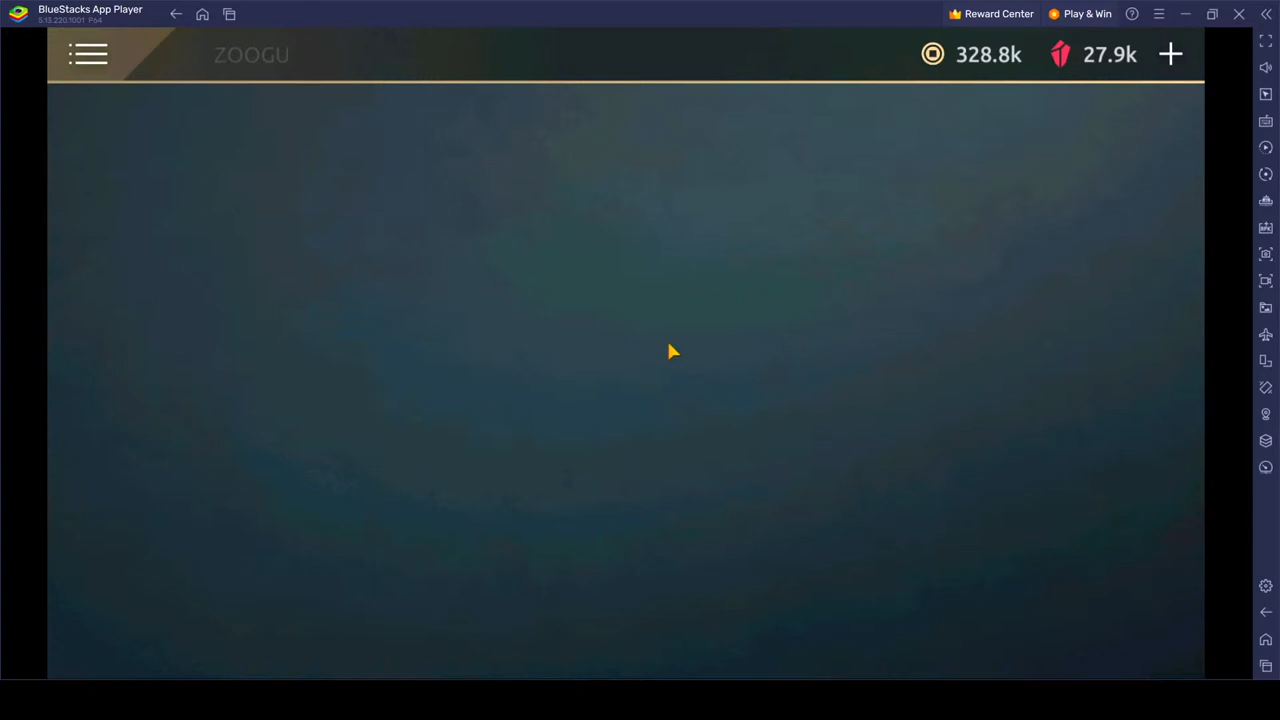 BlueStacks App Player
5.13.220.1001 P64
Reward Center
Play & Win
ZOOGU
328.8k
27.9k